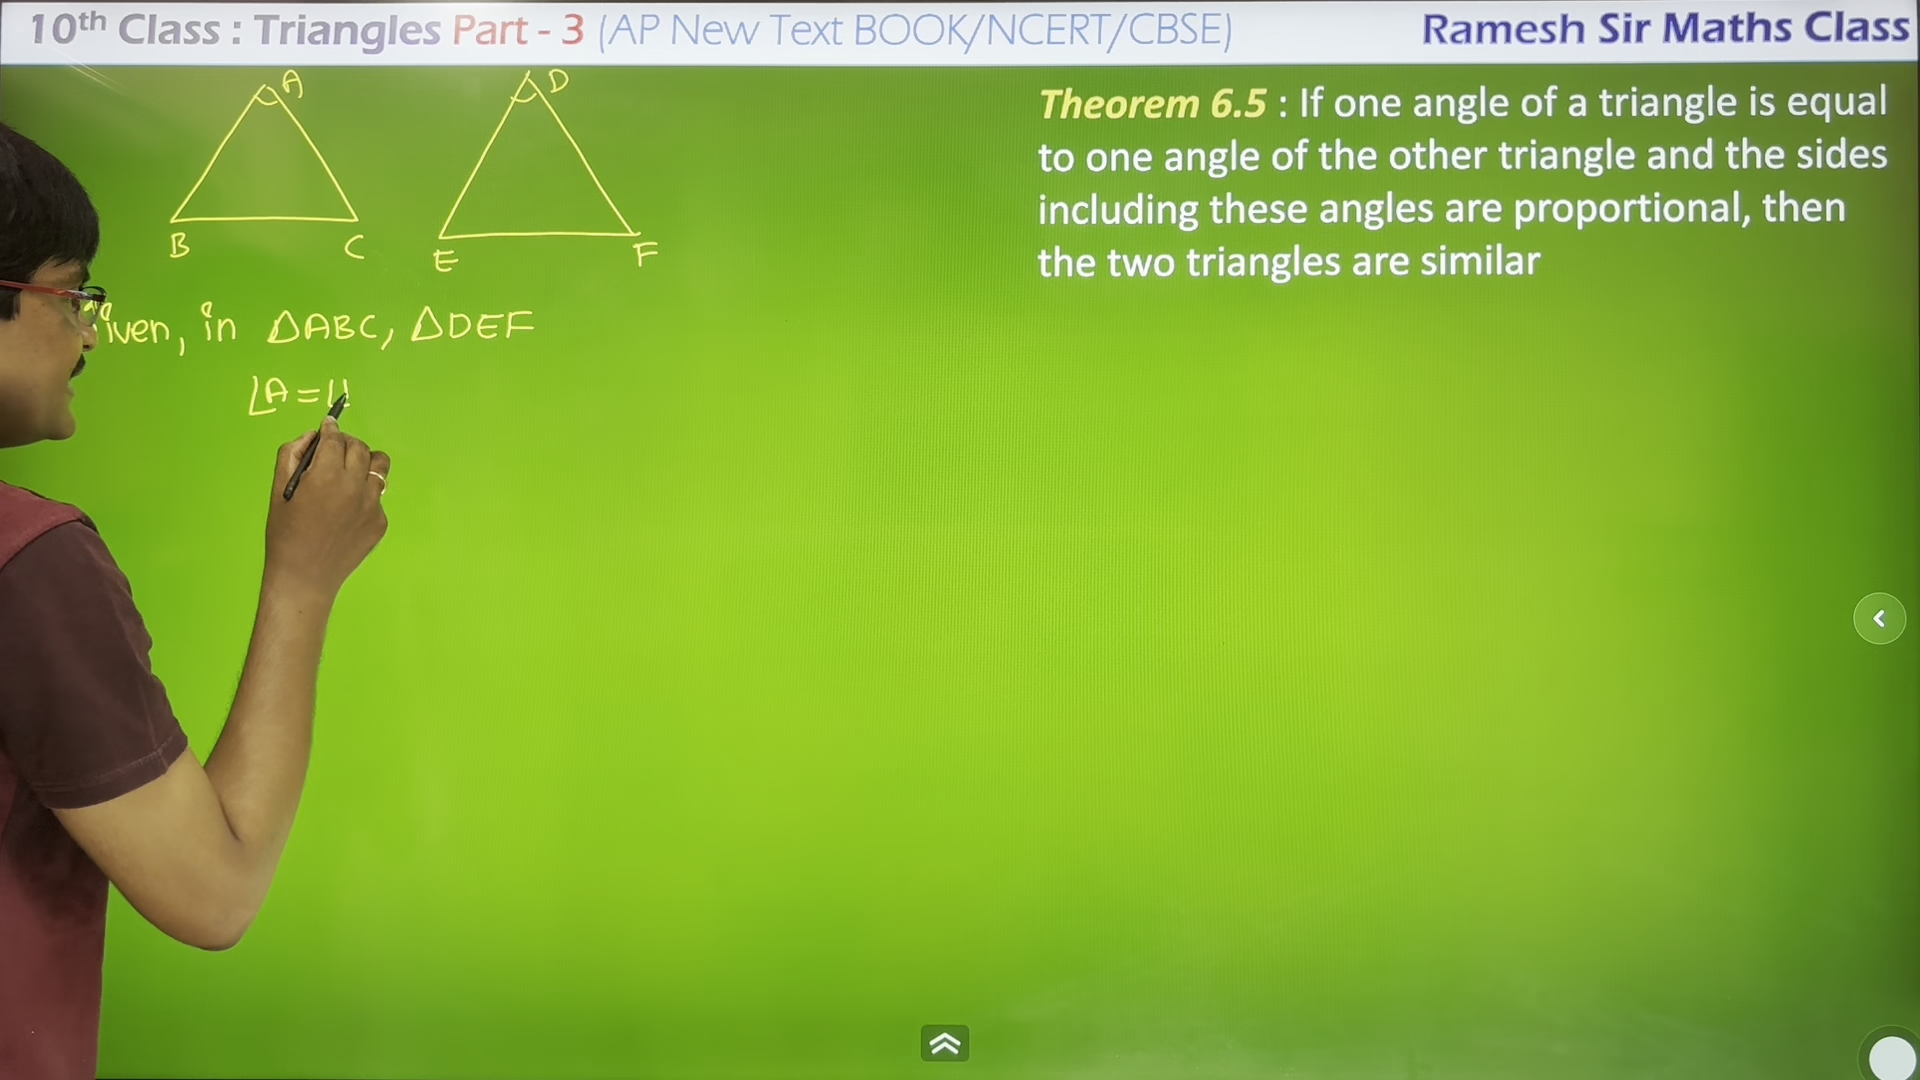 10th Class : Triangles Part - 3 (AP New Text BOOK/NCERT/CBSE)
Ramesh Sir Maths Class
A
D
B
C
E
F
Theorem 6.5 : If one angle of a triangle is equal
to one angle of the other triangle and the sides
including these angles are proportional, then
the two triangles are similar
iven, in ΔABC, ΔDEF
∠A =